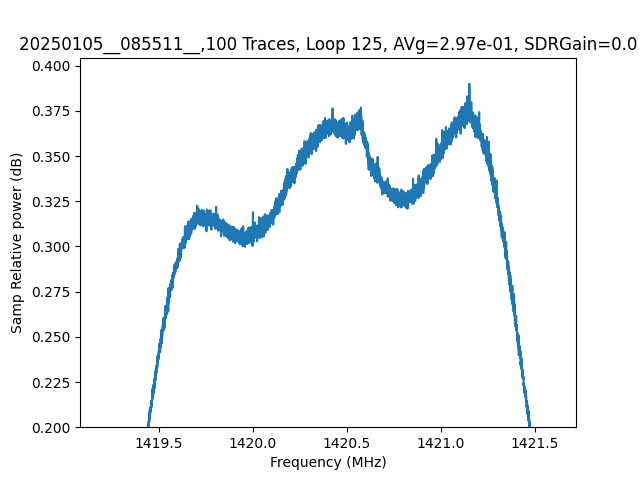 20250105__085511__,100 Traces, Loop 125, AVg=2.97e-01, SDRGain=0.0
0.400
0.375
0.350
0.325
0.300
0.275
0.250
0.225
0.200
Samp Relative power (dB)
1419.5 1420.0 1420.5 1421.0 1421.5
Frequency (MHz)